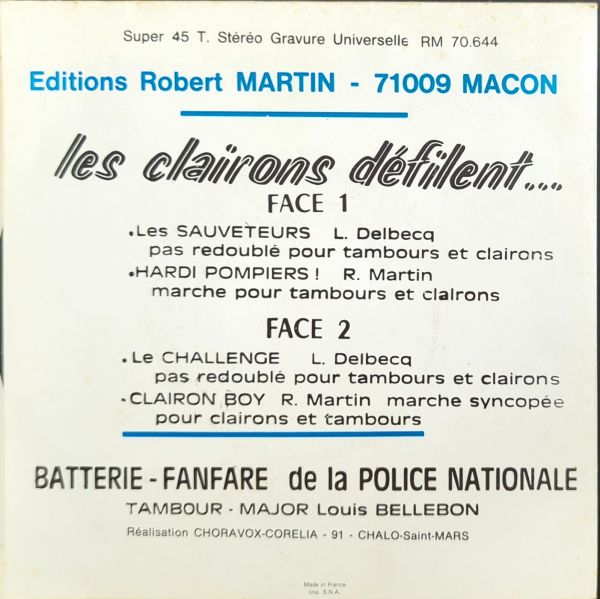 Super 45 T. Stéréo Gravure Universelle RM 70.644
Editions Robert MARTIN - 71009 MACON
les clairons défilent...
FACE 1
.Les SAUVETEURS L. Delbecq
pas redoublé pour tambours et clairons
.HARDI POMPIERS ! R. Martin
marche pour tambours et clairons
FACE 2
.Le CHALLENGE L. Delbecq
pas redoublé pour tambours et clairons
.CLAIRON BOY R. Martin marche syncopée
pour clairons et tambours
BATTERIE - FANFARE de la POLICE NATIONALE
TAMBOUR - MAJOR Louis BELLEBON
Réalisation CHORAVOX-CORELIA - 91 - CHALO-Saint-MARS
Made in France
Imp. S.N.A.